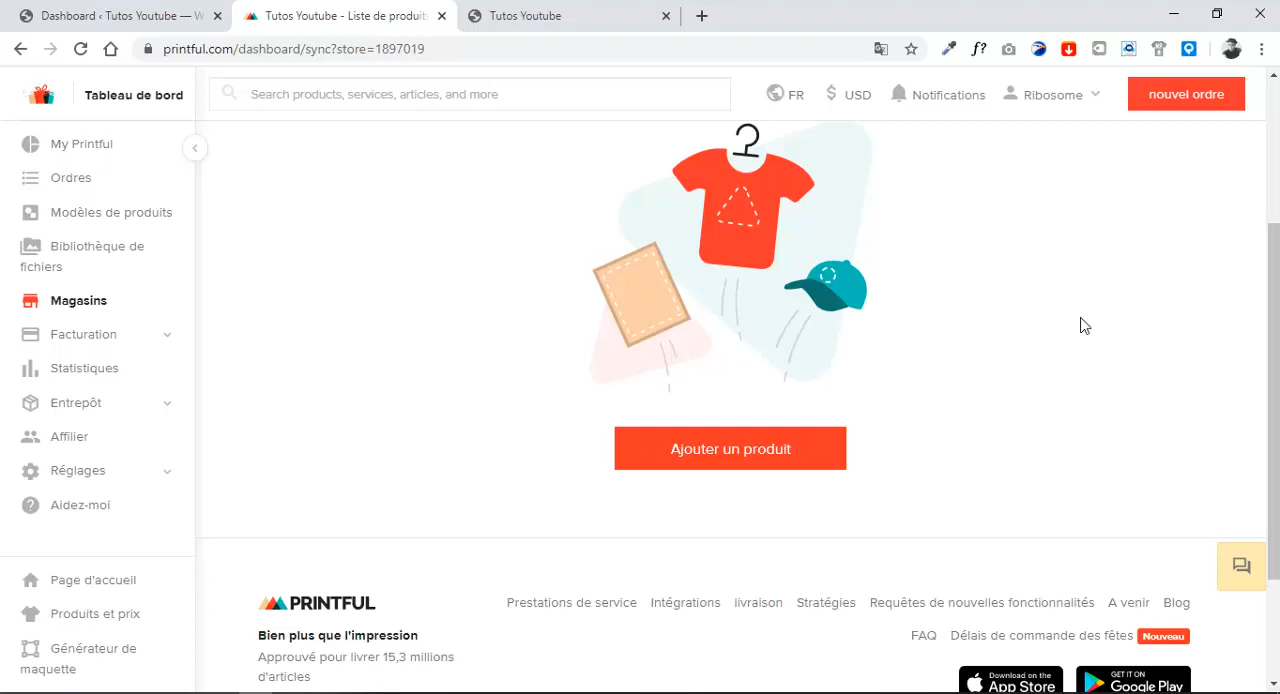 Dashboard ‹ Tutos Youtube — W
Tutos Youtube - Liste de produits
Tutos Youtube
printful.com/dashboard/sync?store=1897019
f?
Tableau de bord
Search products, services, articles, and more
FR
$ USD
Notifications
Ribosome
nouvel ordre
My Printful
Ordres
Modèles de produits
Bibliothèque de
fichiers
Magasins
Facturation
Statistiques
Entrepôt
Affilier
Réglages
Aidez-moi
Page d'accueil
Produits et prix
Générateur de
maquette
Ajouter un produit
PRINTFUL
Bien plus que l'impression
Approuvé pour livrer 15,3 millions
d'articles
Prestations de service
Intégrations
livraison
Stratégies
Requêtes de nouvelles fonctionnalités
A venir
Blog
FAQ
Délais de commande des fêtes
Nouveau
Download on the
App Store
GET IT ON
Google Play